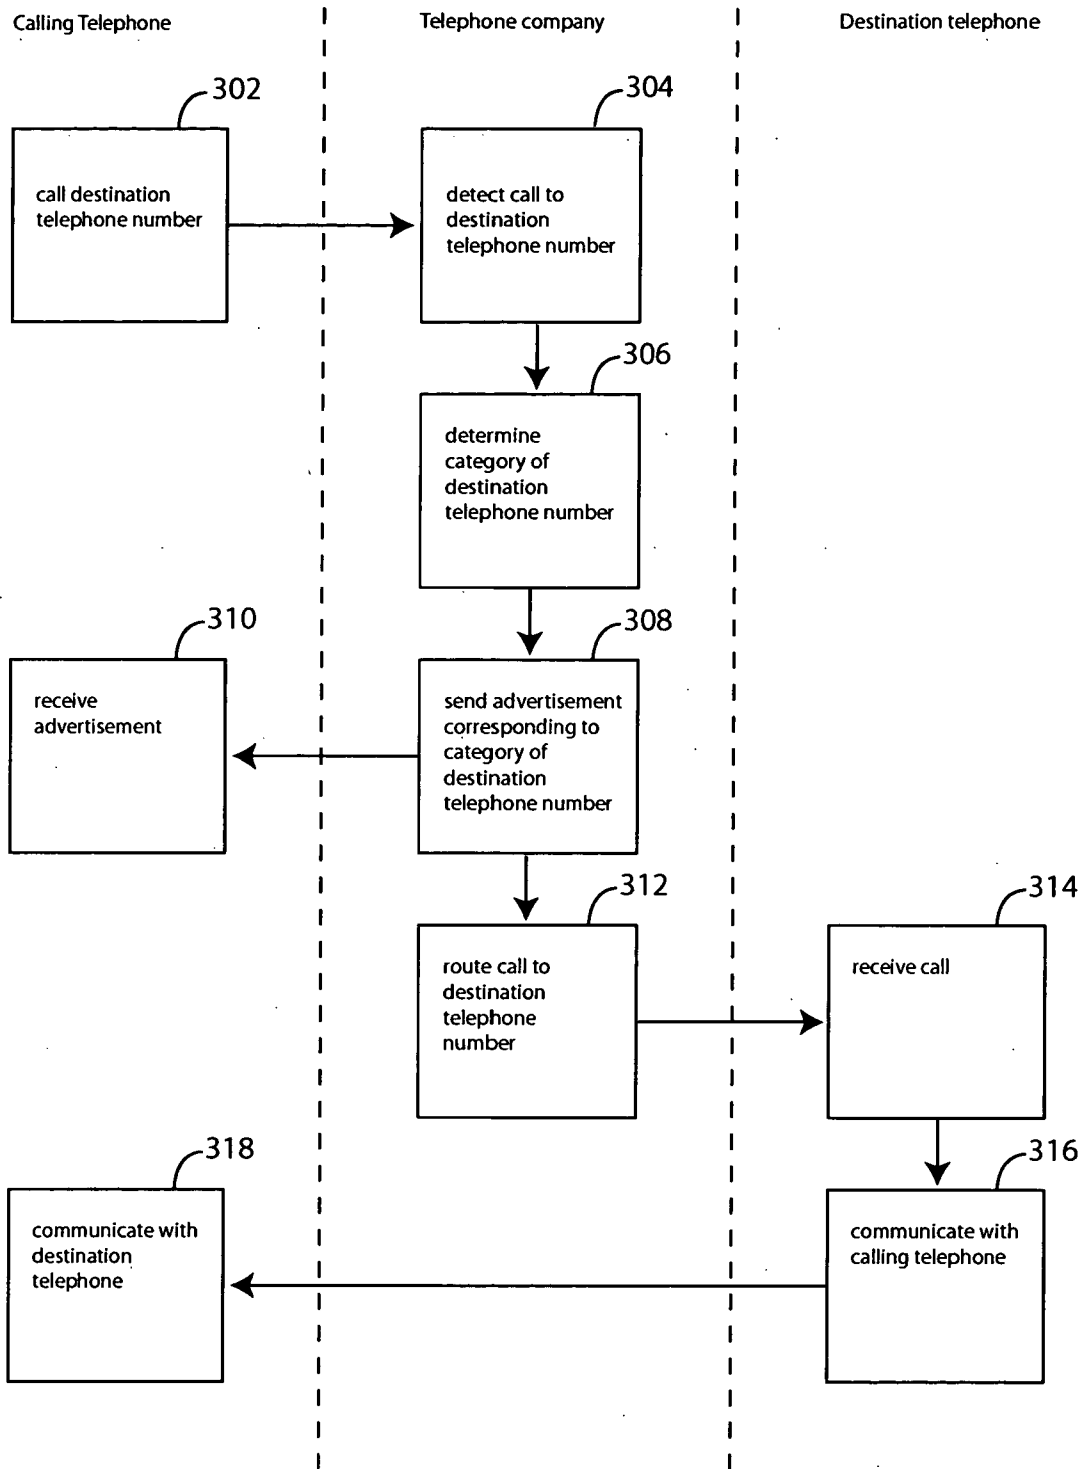 Calling Telephone
Telephone company
Destination telephone
302
304
call destination
telephone number
detect call to
destination
telephone number
306
determine
category of
destination
telephone number
310
308
receive
advertisement
send advertisement
corresponding to
category of
destination
telephone number
312
314
route call to
destination
telephone
number
receive call
318
316
communicate with
destination
telephone
communicate with
calling telephone